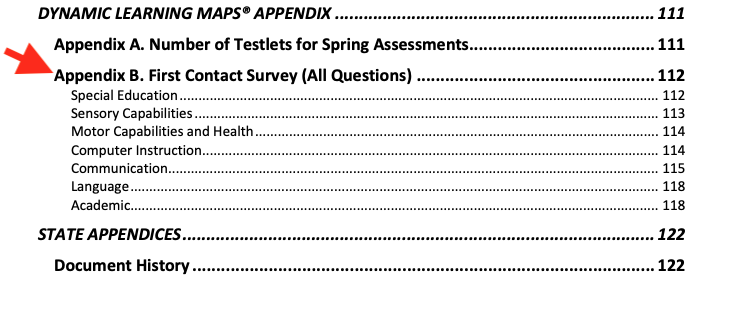 DYNAMIC LEARNING MAPS® APPENDIX ........................................................... 111
Appendix A. Number of Testlets for Spring Assessments................................... 111
Appendix B. First Contact Survey (All Questions) ............................................. 112
Special Education ........................................................................................ 112
Sensory Capabilities ..................................................................................... 113
Motor Capabilities and Health ........................................................................ 114
Computer Instruction.................................................................................... 114
Communication............................................................................................ 115
Language .................................................................................................... 118
Academic..................................................................................................... 118
STATE APPENDICES........................................................................................ 122
Document History ........................................................................................ 122